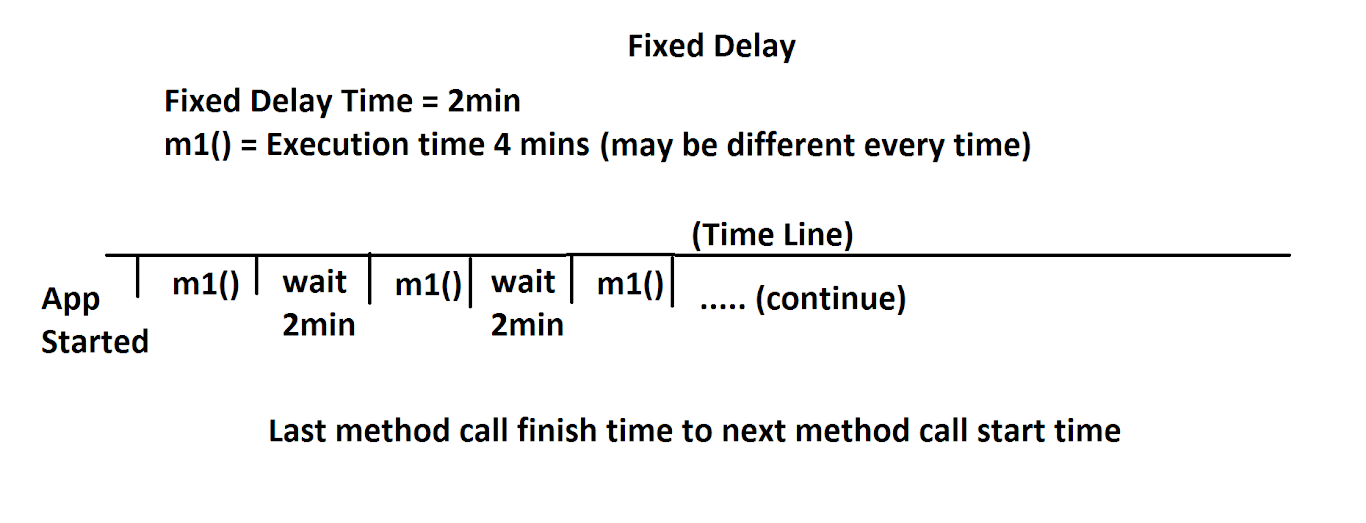 Fixed Delay
Fixed Delay Time = 2min
m1() = Execution time 4 mins (may be different every time)
(Time Line)
App Started
m1()
wait 2min
m1()
wait 2min
m1()
..... (continue)
Last method call finish time to next method call start time